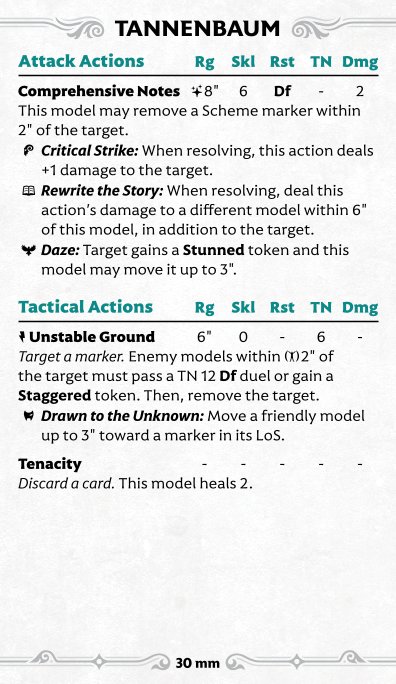 TANNENBAUM
Attack Actions Rg Skl Rst TN Dmg
Comprehensive Notes 8" 6 Df - 2
This model may remove a Scheme marker within
2" of the target.
Critical Strike: When resolving, this action deals
+1 damage to the target.
Rewrite the Story: When resolving, deal this
action's damage to a different model within 6"
of this model, in addition to the target.
Daze: Target gains a Stunned token and this
model may move it up to 3".
Tactical Actions Rg Skl Rst TN Dmg
Unstable Ground 6" 0 - 6 -
Target a marker. Enemy models within 2" of
the target must pass a TN 12 Df duel or gain a
Staggered token. Then, remove the target.
Drawn to the Unknown: Move a friendly model
up to 3" toward a marker in its LoS.
Tenacity - - - - -
Discard a card. This model heals 2.
30 mm